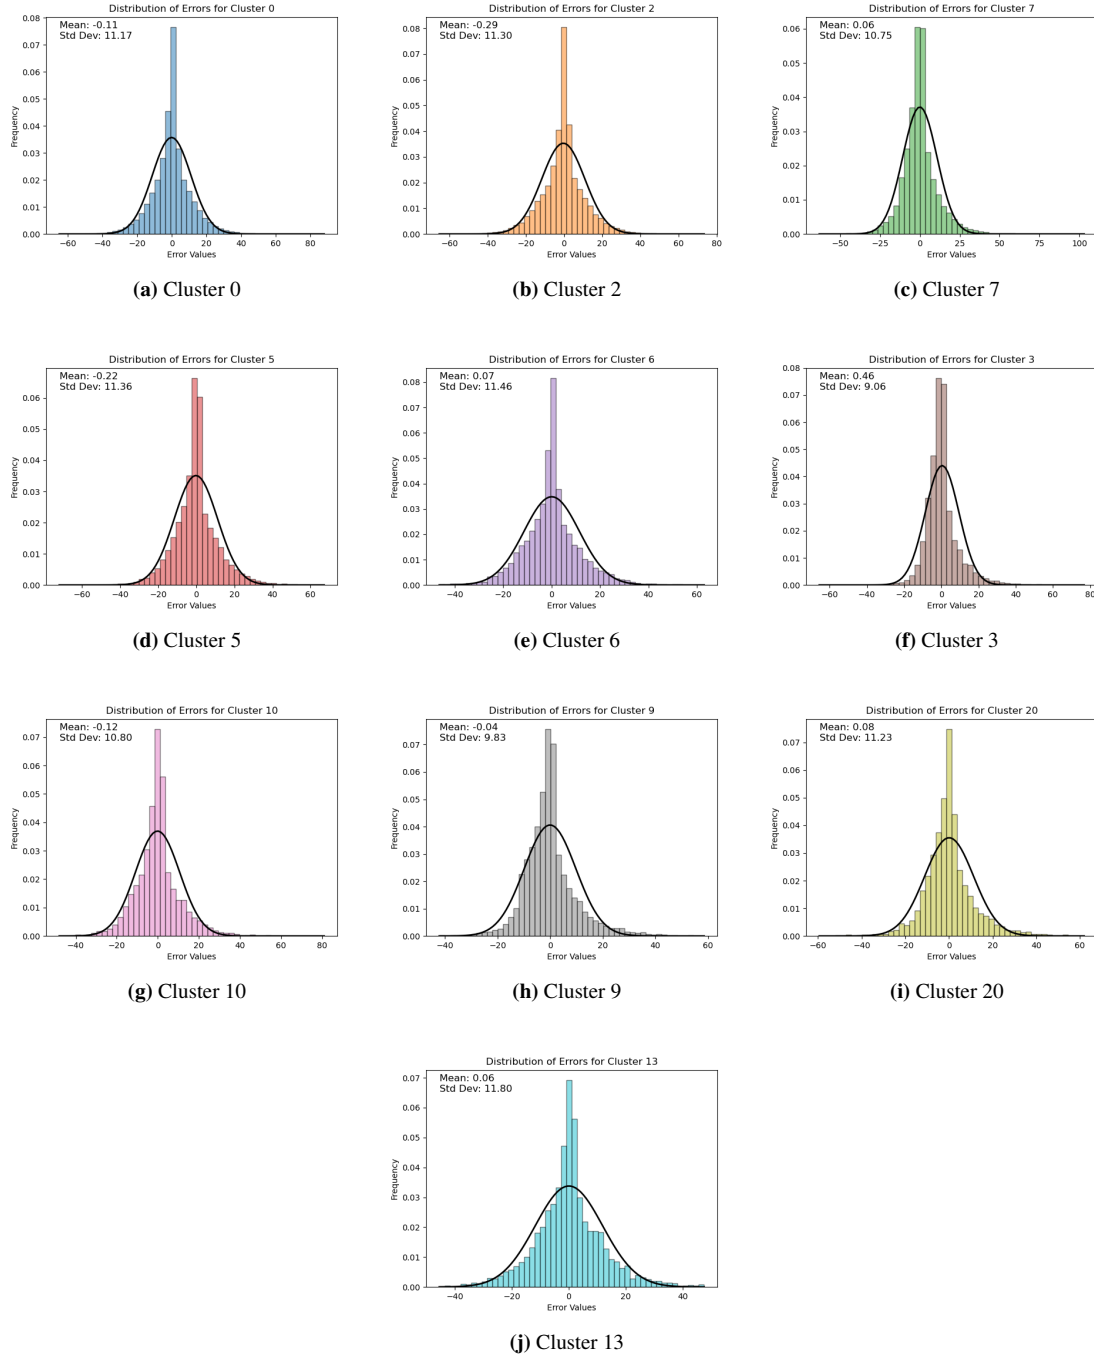 Distribution of Errors for Cluster 0
Mean: -0.11
Std Dev: 11.17
0.08
0.07
0.06
0.05
0.04
0.03
0.02
0.01
0.00
Frequency
−60 −40 −20 0 20 40 60 80
Error Values
(a) Cluster 0
Distribution of Errors for Cluster 2
Mean: -0.29
Std Dev: 11.30
0.08
0.07
0.06
0.05
0.04
0.03
0.02
0.01
0.00
Frequency
−60 −40 −20 0 20 40 60 80
Error Values
(b) Cluster 2
Distribution of Errors for Cluster 7
Mean: 0.06
Std Dev: 10.75
0.06
0.05
0.04
0.03
0.02
0.01
0.00
Frequency
−50 −25 0 25 50 75 100
Error Values
(c) Cluster 7
Distribution of Errors for Cluster 5
Mean: -0.22
Std Dev: 11.36
0.06
0.05
0.04
0.03
0.02
0.01
0.00
Frequency
−60 −40 −20 0 20 40 60
Error Values
(d) Cluster 5
Distribution of Errors for Cluster 6
Mean: 0.07
Std Dev: 11.46
0.08
0.07
0.06
0.05
0.04
0.03
0.02
0.01
0.00
Frequency
−40 −20 0 20 40 60
Error Values
(e) Cluster 6
Distribution of Errors for Cluster 3
Mean: 0.46
Std Dev: 9.06
0.08
0.07
0.06
0.05
0.04
0.03
0.02
0.01
0.00
Frequency
−60 −40 −20 0 20 40 60 80
Error Values
(f) Cluster 3
Distribution of Errors for Cluster 10
Mean: -0.12
Std Dev: 10.80
0.07
0.06
0.05
0.04
0.03
0.02
0.01
0.00
Frequency
−40 −20 0 20 40 60 80
Error Values
(g) Cluster 10
Distribution of Errors for Cluster 9
Mean: -0.04
Std Dev: 9.83
0.07
0.06
0.05
0.04
0.03
0.02
0.01
0.00
Frequency
−40 −20 0 20 40 60
Error Values
(h) Cluster 9
Distribution of Errors for Cluster 20
Mean: 0.08
Std Dev: 11.23
0.07
0.06
0.05
0.04
0.03
0.02
0.01
0.00
Frequency
−60 −40 −20 0 20 40 60
Error Values
(i) Cluster 20
Distribution of Errors for Cluster 13
Mean: 0.06
Std Dev: 11.80
0.07
0.06
0.05
0.04
0.03
0.02
0.01
0.00
Frequency
−40 −20 0 20 40
Error Values
(j) Cluster 13